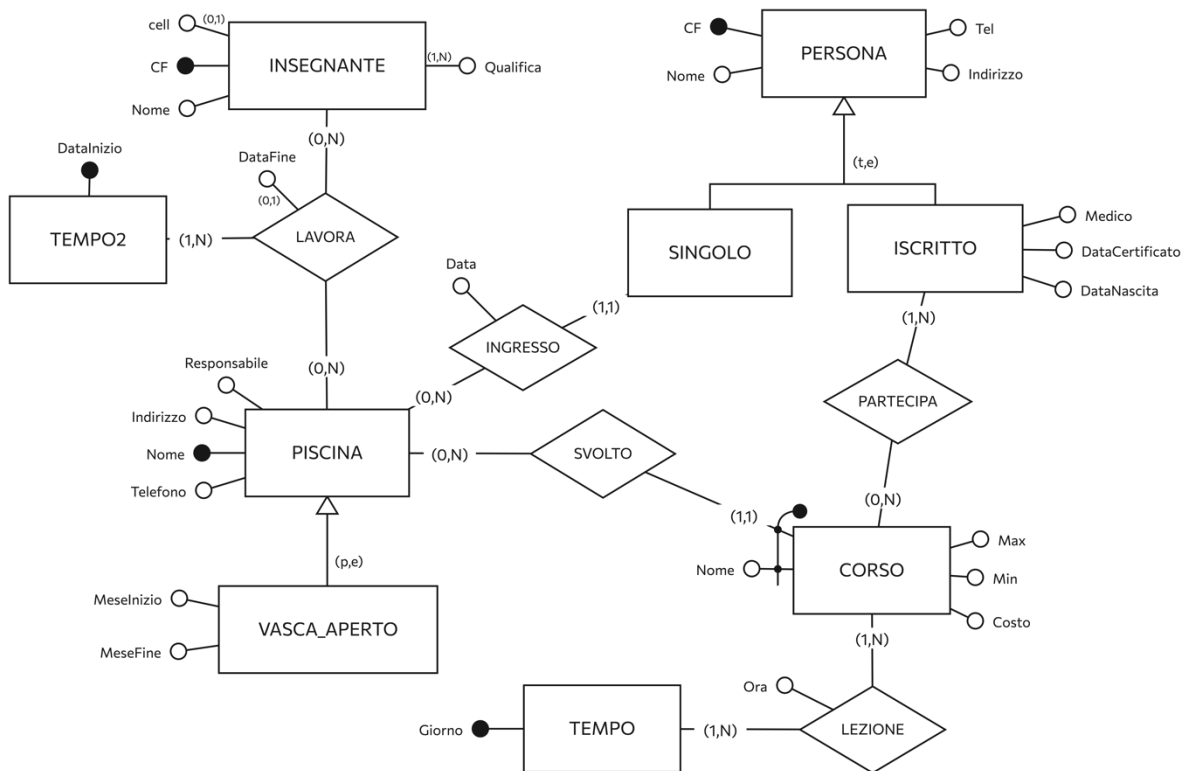 cell
(0,1)
CF
Nome
INSEGNANTE
(1,N)
Qualifica
CF
Nome
PERSONA
Tel
Indirizzo
(0,N)
DataInizio
DataFine
(0,1)
(t,e)
TEMPO2
(1,N)
LAVORA
SINGOLO
ISCRITTO
Medico
DataCertificato
DataNascita
Data
(1,1)
INGRESSO
(0,N)
(1,N)
Responsabile
(0,N)
PARTECIPA
Indirizzo
Nome
Telefono
PISCINA
(0,N)
SVOLTO
(1,1)
(0,N)
Nome
CORSO
Max
Min
Costo
(p,e)
MeseInizio
MeseFine
VASCA_APERTO
(1,N)
Ora
Giorno
TEMPO
(1,N)
LEZIONE